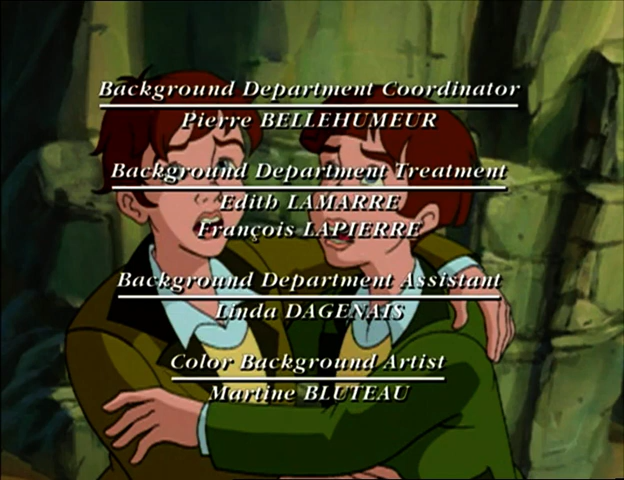 Background Department Coordinator
Pierre BELLEHUMEUR
Background Department Treatment
Edith LAMARRE
François LAPIERRE
Background Department Assistant
Linda DAGENAIS
Color Background Artist
Martine BLUTEAU